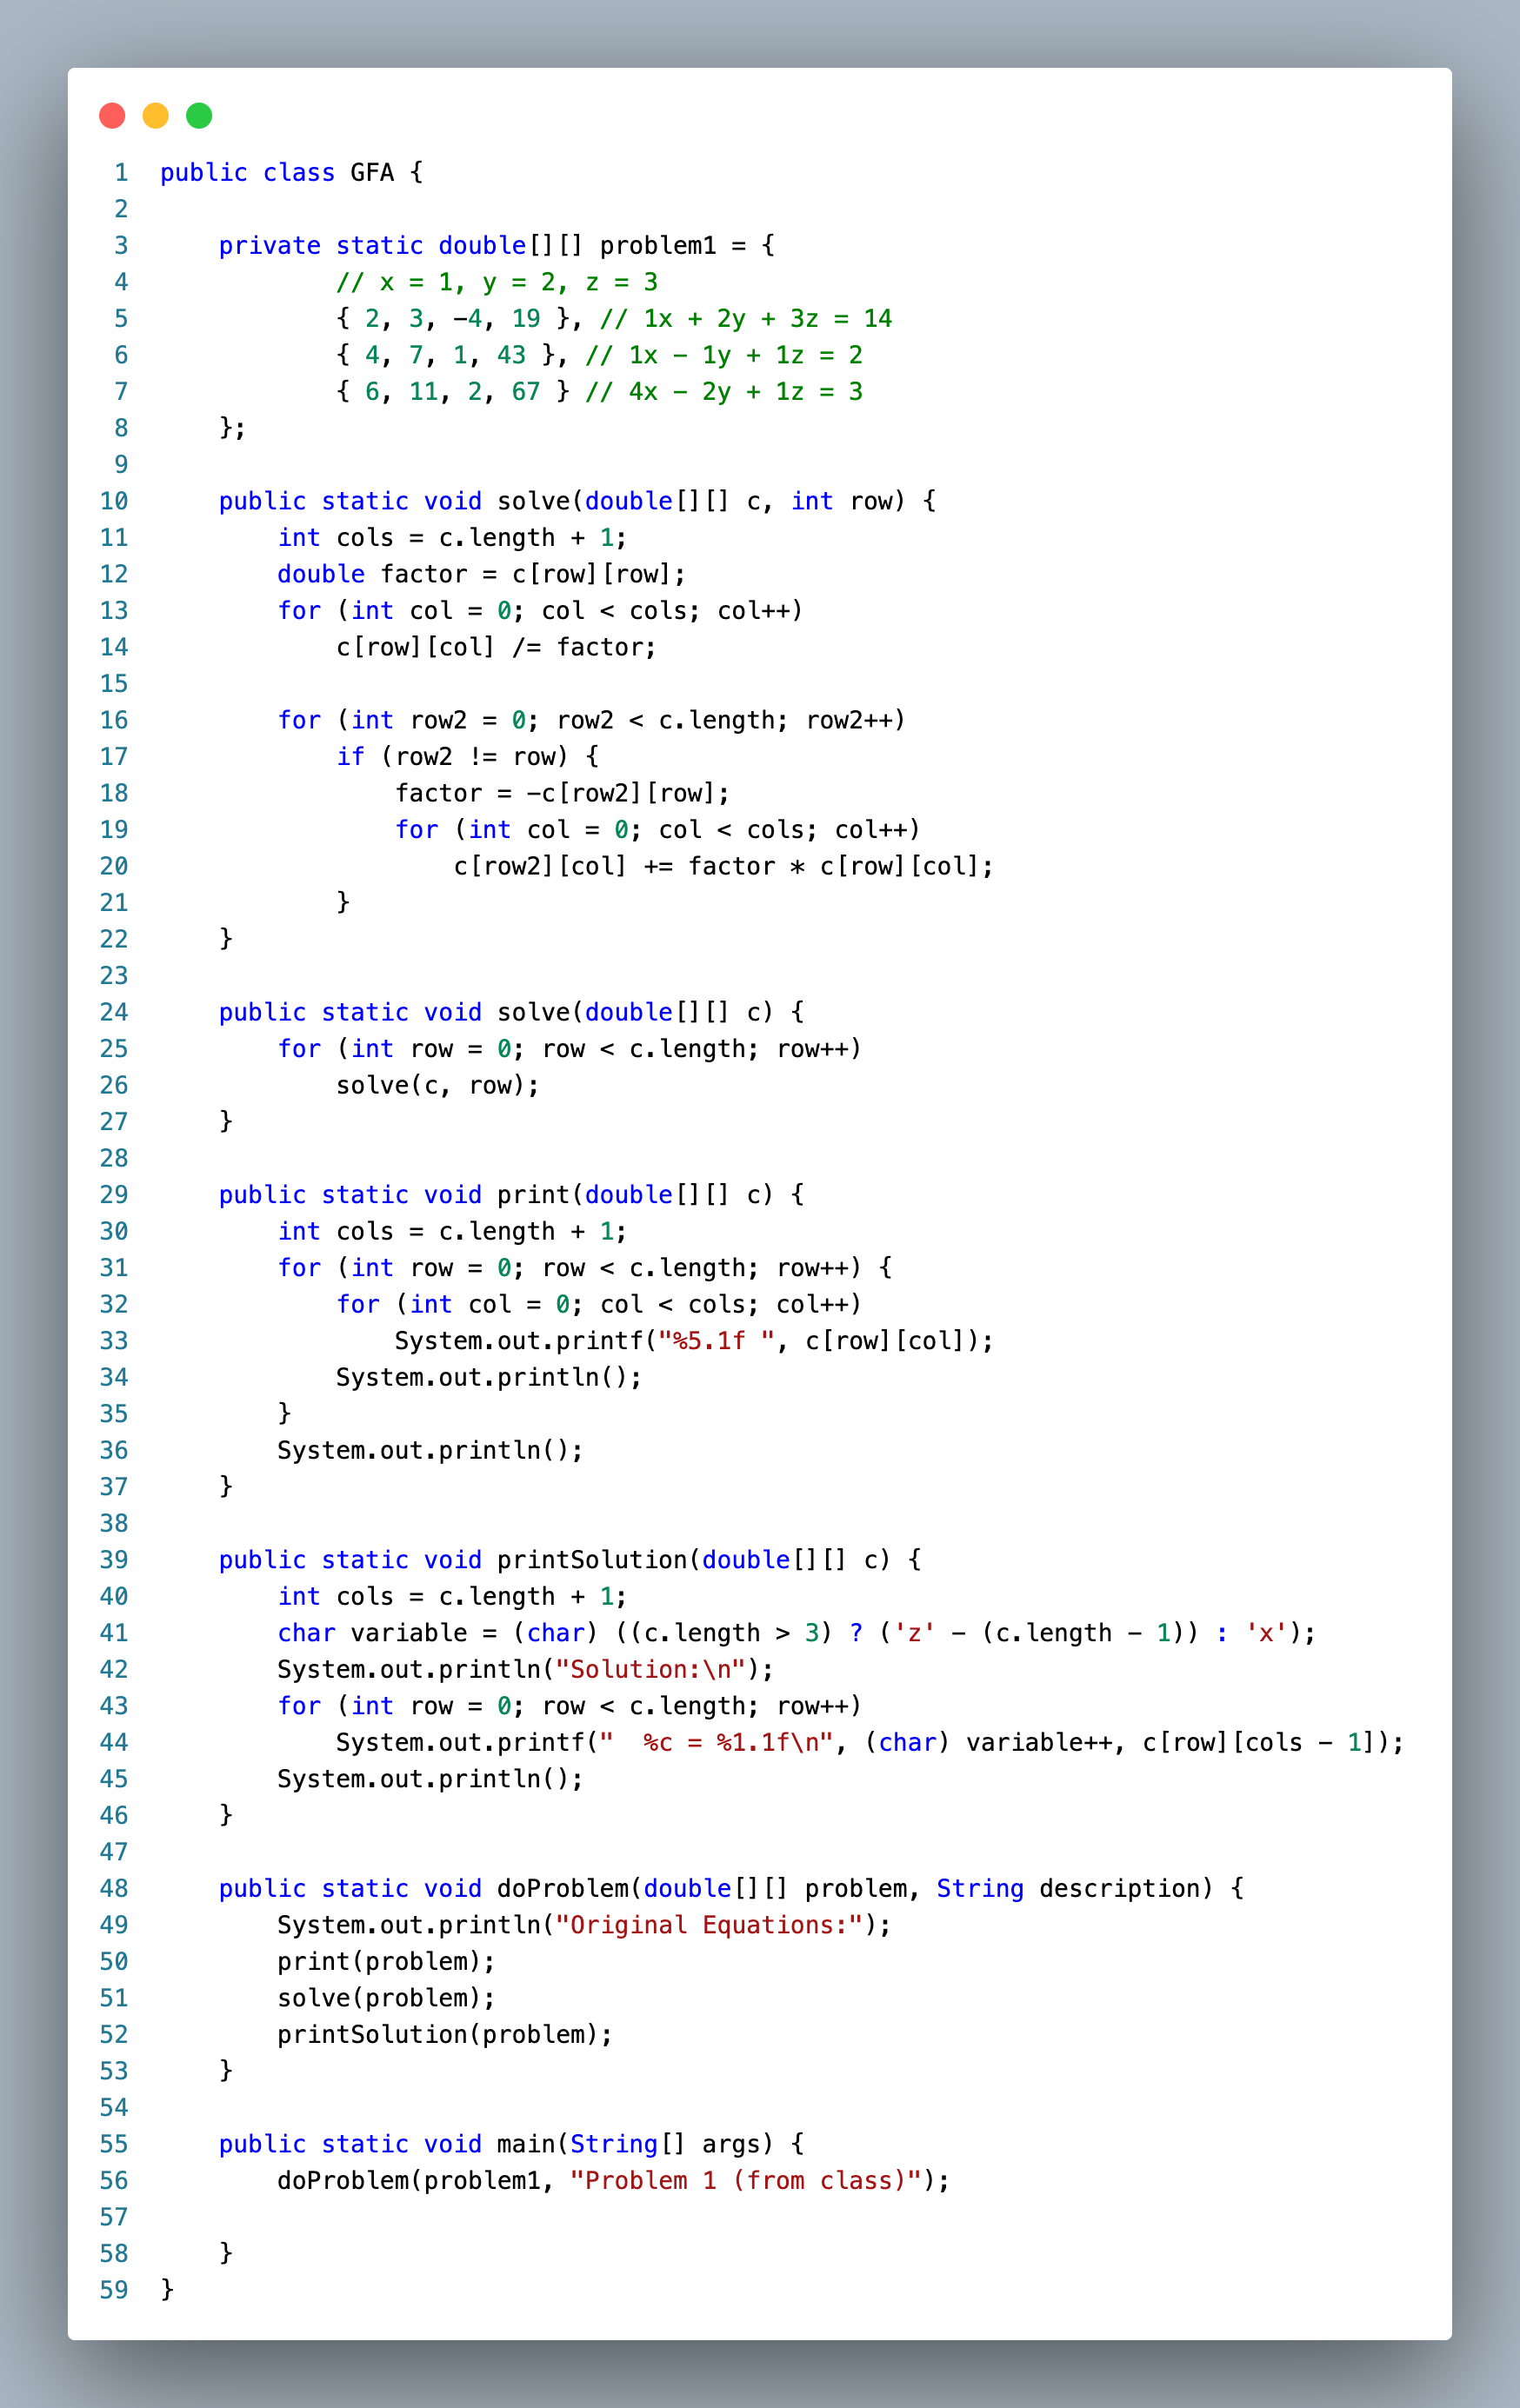 1 public class GFA {
2
3     private static double[][] problem1 = {
4             // x = 1, y = 2, z = 3
5             { 2, 3, −4, 19 }, // 1x + 2y + 3z = 14
6             { 4, 7, 1, 43 }, // 1x − 1y + 1z = 2
7             { 6, 11, 2, 67 } // 4x − 2y + 1z = 3
8     };
9
10     public static void solve(double[][] c, int row) {
11         int cols = c.length + 1;
12         double factor = c[row][row];
13         for (int col = 0; col < cols; col++)
14             c[row][col] /= factor;
15
16         for (int row2 = 0; row2 < c.length; row2++)
17             if (row2 != row) {
18                 factor = −c[row2][row];
19                 for (int col = 0; col < cols; col++)
20                     c[row2][col] += factor * c[row][col];
21             }
22     }
23
24     public static void solve(double[][] c) {
25         for (int row = 0; row < c.length; row++)
26             solve(c, row);
27     }
28
29     public static void print(double[][] c) {
30         int cols = c.length + 1;
31         for (int row = 0; row < c.length; row++) {
32             for (int col = 0; col < cols; col++)
33                 System.out.printf("%5.1f ", c[row][col]);
34             System.out.println();
35         }
36         System.out.println();
37     }
38
39     public static void printSolution(double[][] c) {
40         int cols = c.length + 1;
41         char variable = (char) ((c.length > 3) ? ('z' − (c.length − 1)) : 'x');
42         System.out.println("Solution:\n");
43         for (int row = 0; row < c.length; row++)
44             System.out.printf("  %c = %1.1f\n", (char) variable++, c[row][cols − 1]);
45         System.out.println();
46     }
47
48     public static void doProblem(double[][] problem, String description) {
49         System.out.println("Original Equations:");
50         print(problem);
51         solve(problem);
52         printSolution(problem);
53     }
54
55     public static void main(String[] args) {
56         doProblem(problem1, "Problem 1 (from class)");
57
58     }
59 }